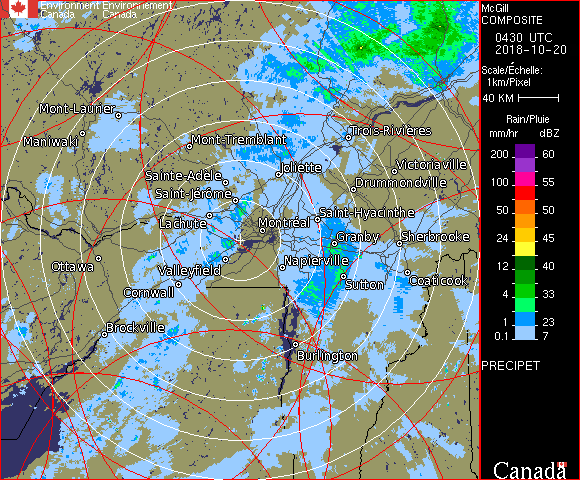 Environment Environnement
Canada Canada
McGill
COMPOSITE
0430 UTC
2018-10-20
Scale/Échelle:
1km/Pixel
40 KM
Rain/Pluie
mm/hr dBZ
200 60
100 55
50 50
24 45
12 40
4 33
1 23
0.1 7
PRECIPET
Canada
Mont-Laurier
Maniwaki
Mont-Tremblant
Trois-Rivières
Sainte-Adèle
Joliette
Victoriaville
Saint-Jérôme
Drummondville
Lachute
Saint-Hyacinthe
Montréal
Granby
Sherbrooke
Ottawa
Valleyfield
Napierville
Coaticook
Cornwall
Sutton
Brockville
Burlington